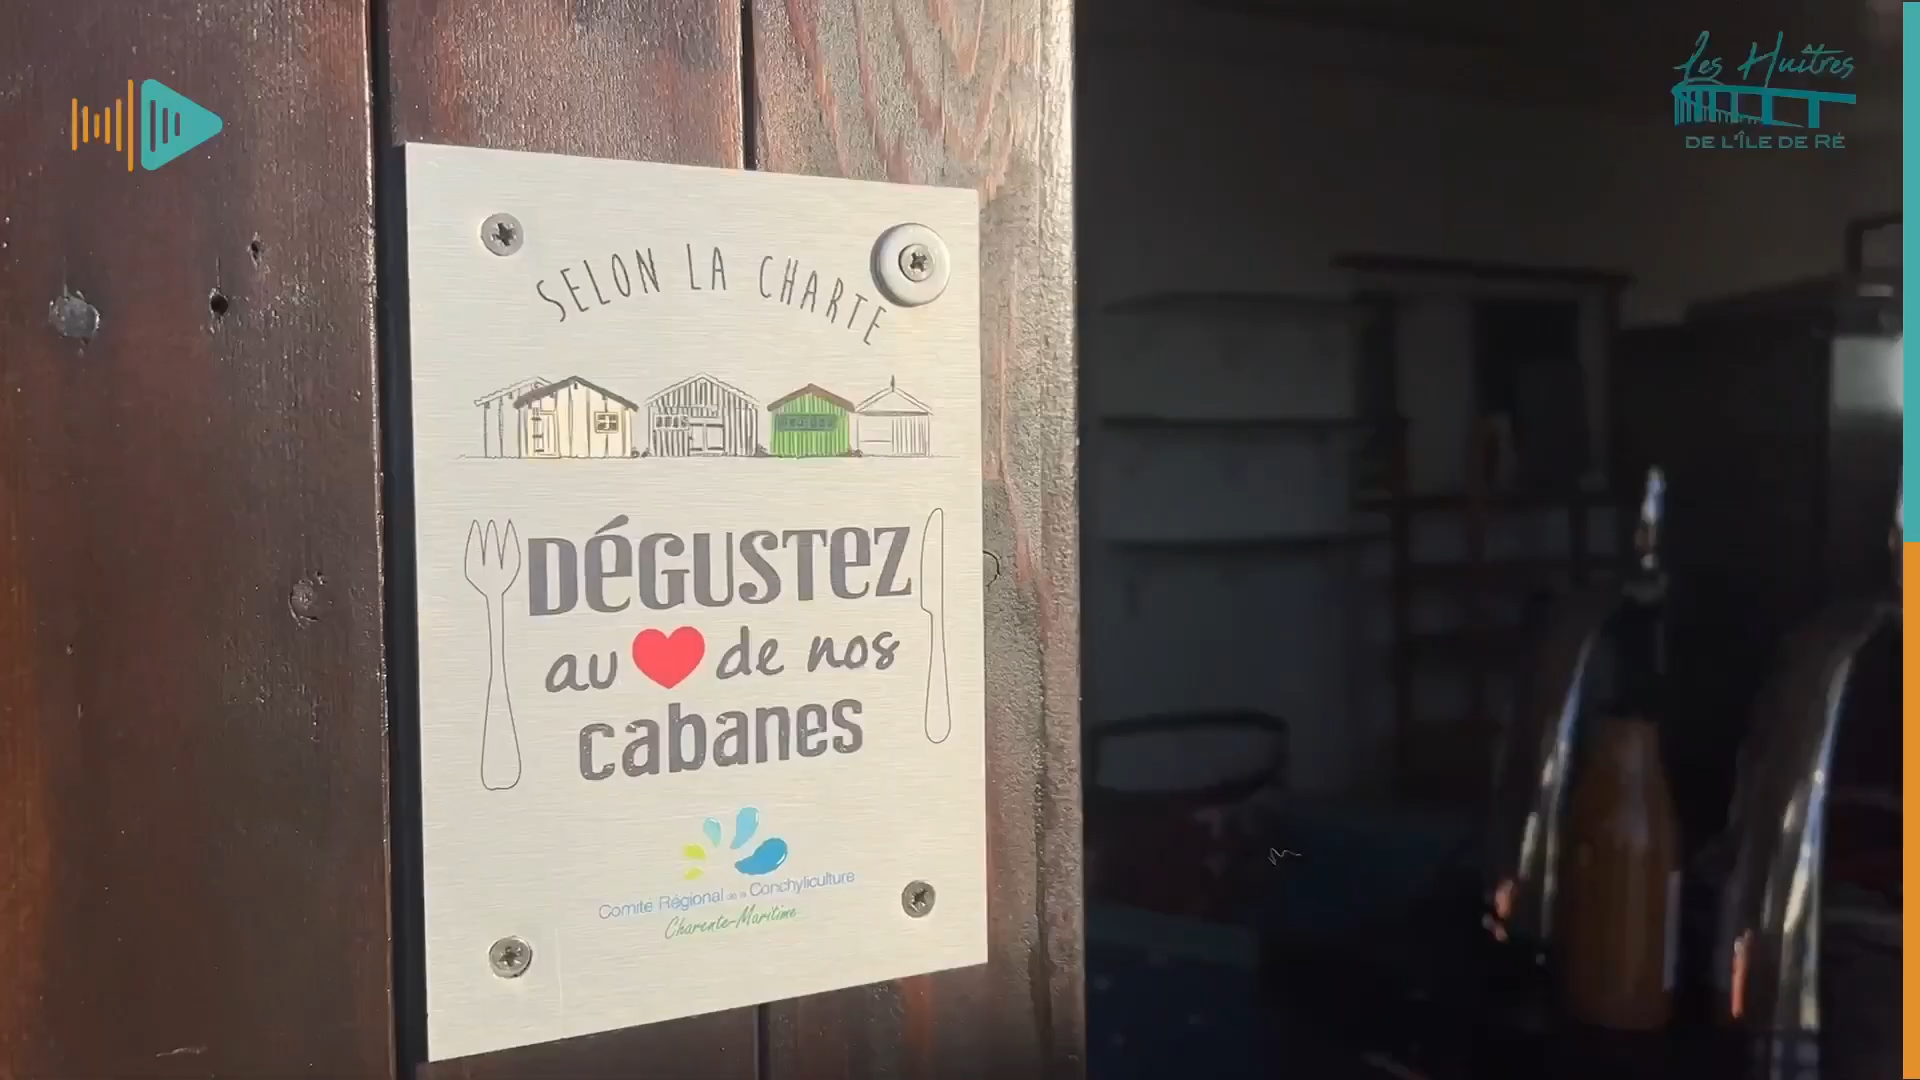 Les Huîtres
DE L'ÎLE DE RÉ
SELON LA CHARTE
DÉGUSTEZ
au de nos
cabanes
Comité Régional de la Conchyliculture
Charente-Maritime